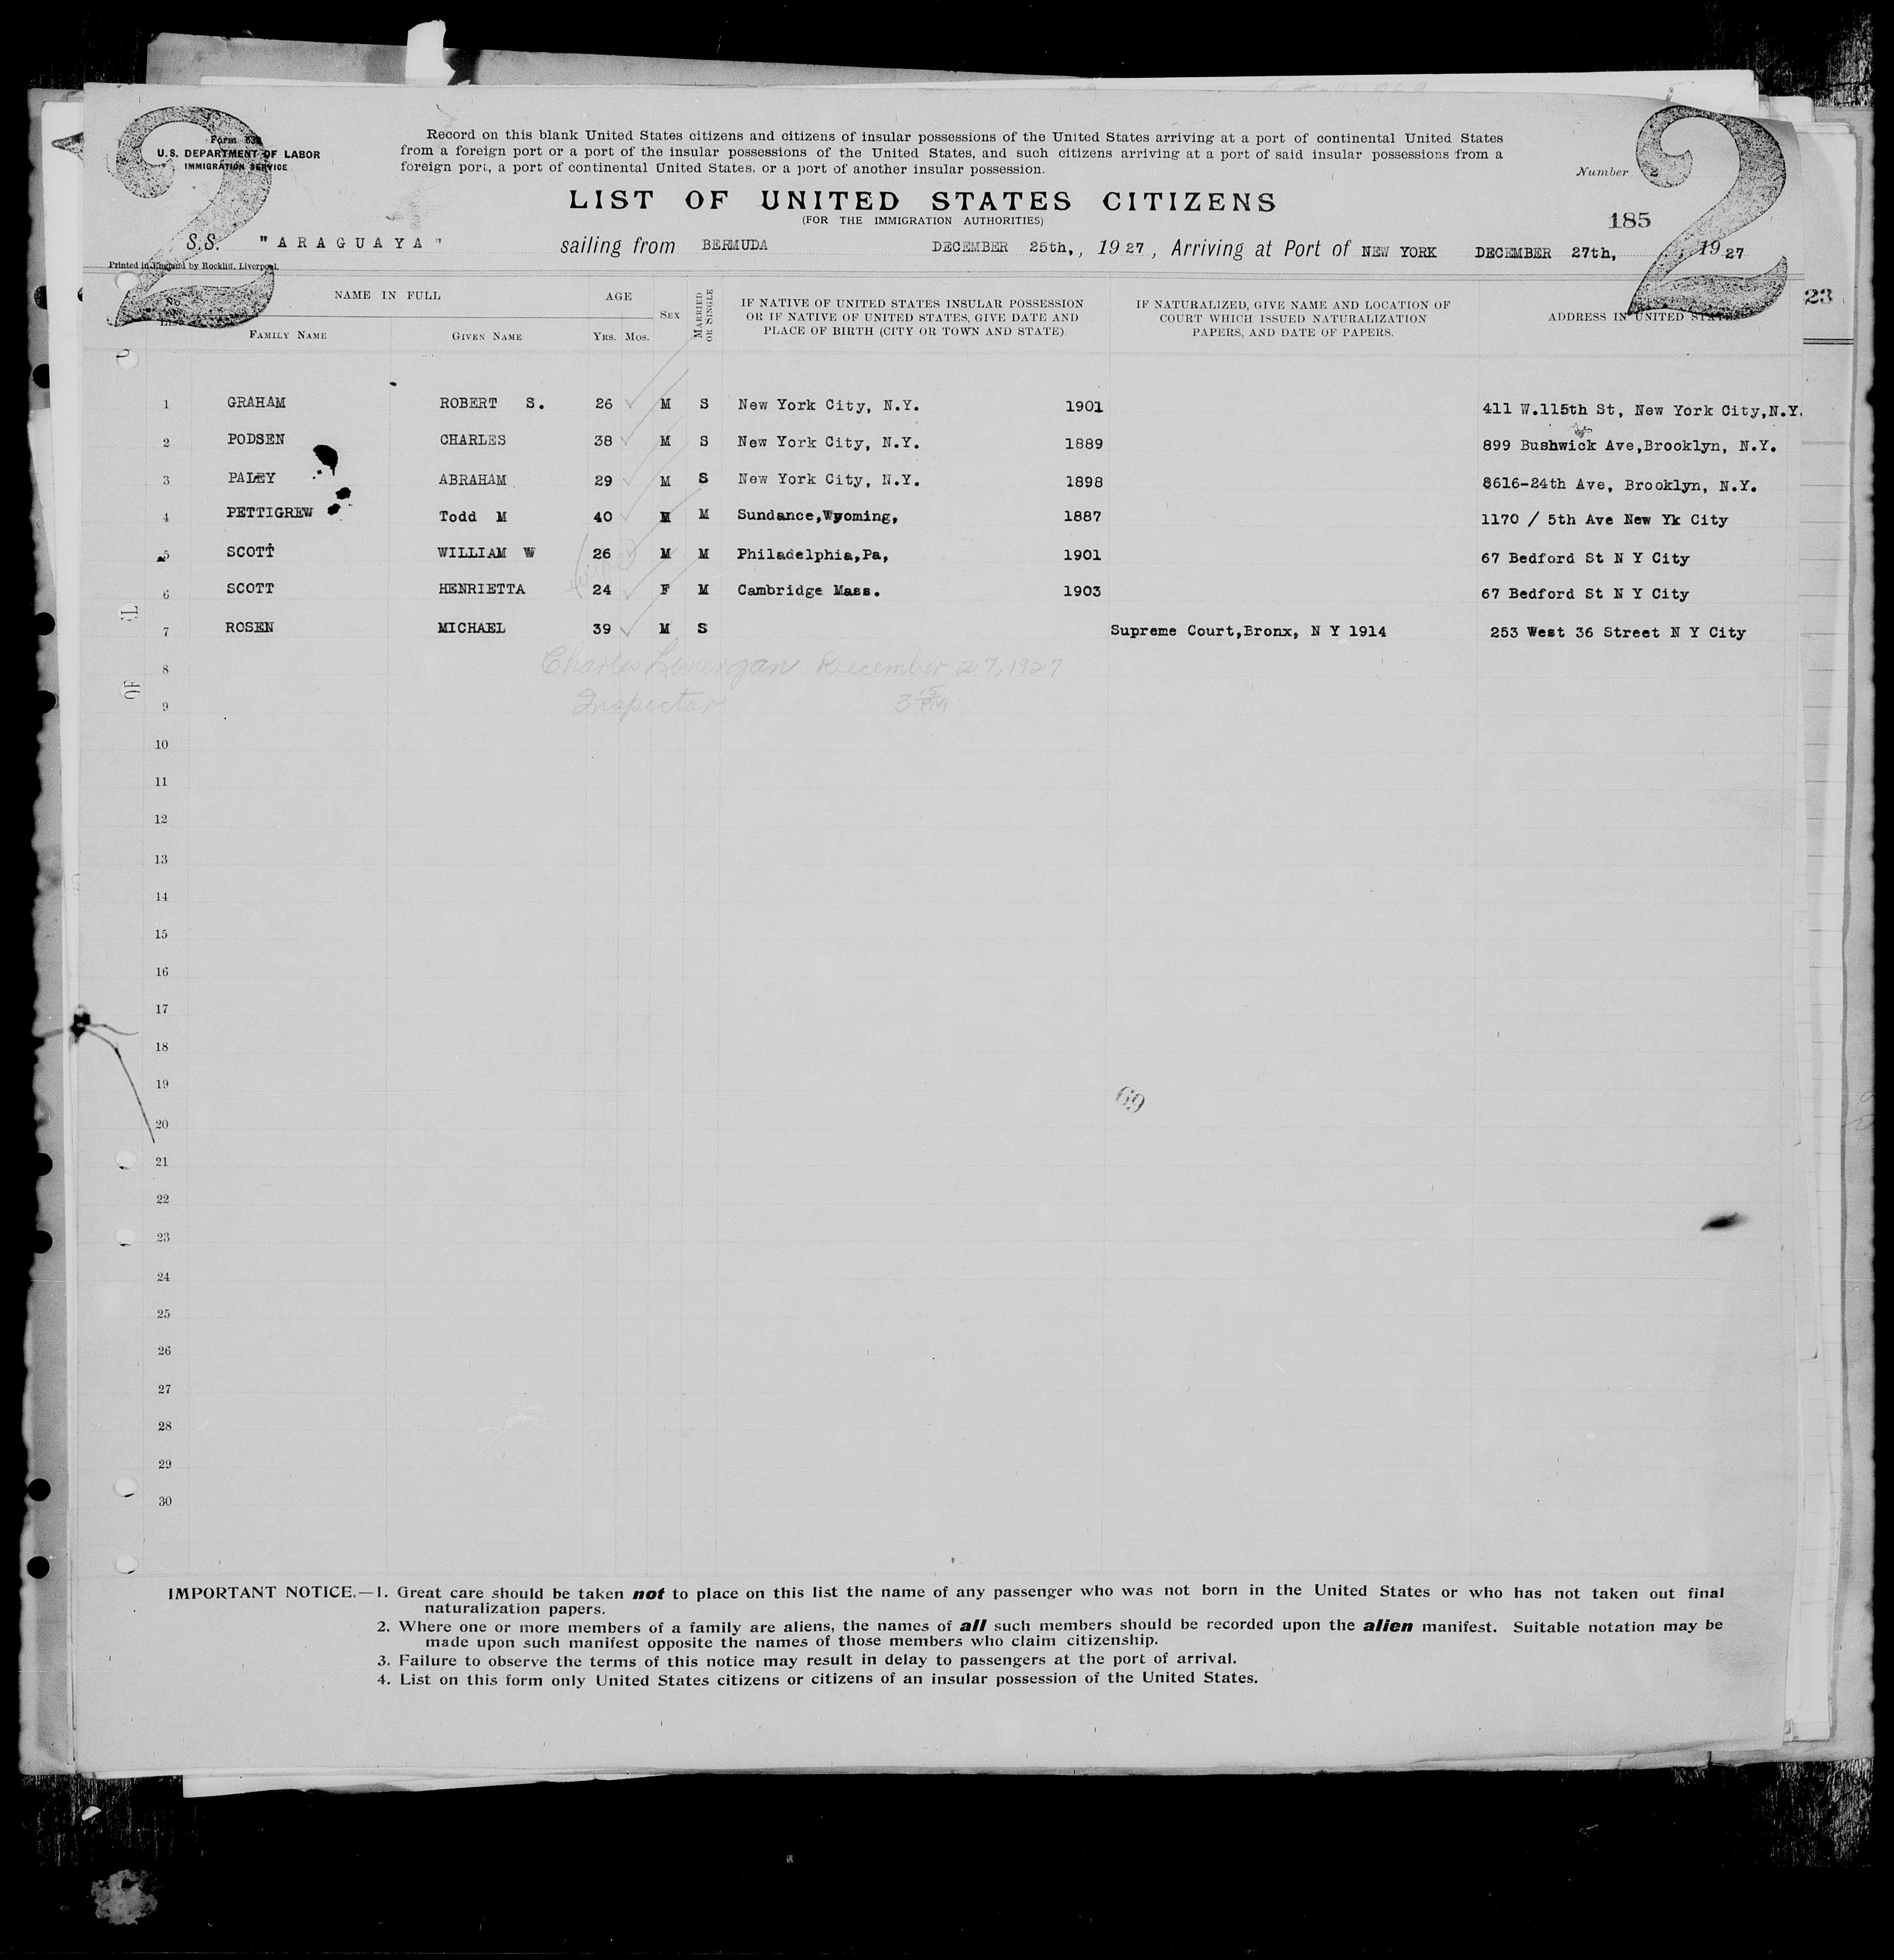 2
2
Form 630
U.S. DEPARTMENT OF LABOR
IMMIGRATION SERVICE
Record on this blank United States citizens and citizens of insular possessions of the United States arriving at a port of continental United States
from a foreign port or a port of the insular possessions of the United States, and such citizens arriving at a port of said insular possessions from a
foreign port, a port of continental United States, or a port of another insular possession.
Number 2
LIST OF UNITED STATES CITIZENS
(FOR THE IMMIGRATION AUTHORITIES)
185
S.S. "ARAGUAYA" sailing from BERMUDA DECEMBER 25th,, 1927, Arriving at Port of NEW YORK DECEMBER 27th, 1927
Printed in England by Rockliff, Liverpool.
23
No. NAME IN FULL AGE SEX MARRIED OR SINGLE
FAMILY NAME GIVEN NAME YRS. MOS.
IF NATIVE OF UNITED STATES INSULAR POSSESSION
OR IF NATIVE OF UNITED STATES, GIVE DATE AND
PLACE OF BIRTH (CITY OR TOWN AND STATE).
IF NATURALIZED, GIVE NAME AND LOCATION OF
COURT WHICH ISSUED NATURALIZATION
PAPERS, AND DATE OF PAPERS.
ADDRESS IN UNITED STATES
1 GRAHAM ROBERT S. 26 M S New York City, N.Y. 1901 411 W.115th St, New York City,N.Y.
2 PODSEN CHARLES 38 M S New York City, N.Y. 1889 899 Bushwick Ave,Brooklyn, N.Y.
3 PALEY ABRAHAM 29 M S New York City, N.Y. 1898 8616-24th Ave, Brooklyn, N.Y.
4 PETTIGREW Todd M 40 M M Sundance,Wyoming, 1887 1170 / 5th Ave New Yk City
5 SCOTT WILLIAM W 26 M M Philadelphia,Pa, 1901 67 Bedford St N Y City
6 SCOTT HENRIETTA 24 F M Cambridge Mass. 1903 67 Bedford St N Y City
7 ROSEN MICHAEL 39 M S Supreme Court,Bronx, N Y 1914 253 West 36 Street N Y City
8 Charles Lonergan December 27, 1927
9 Inspector 3 15 PM
10
11
12
13
14
15
16
17
18
19
69
20
21
22
23
24
25
26
27
28
29
30
IMPORTANT NOTICE.—1. Great care should be taken not to place on this list the name of any passenger who was not born in the United States or who has not taken out final
naturalization papers.
2. Where one or more members of a family are aliens, the names of all such members should be recorded upon the alien manifest. Suitable notation may be
made upon such manifest opposite the names of those members who claim citizenship.
3. Failure to observe the terms of this notice may result in delay to passengers at the port of arrival.
4. List on this form only United States citizens or citizens of an insular possession of the United States.